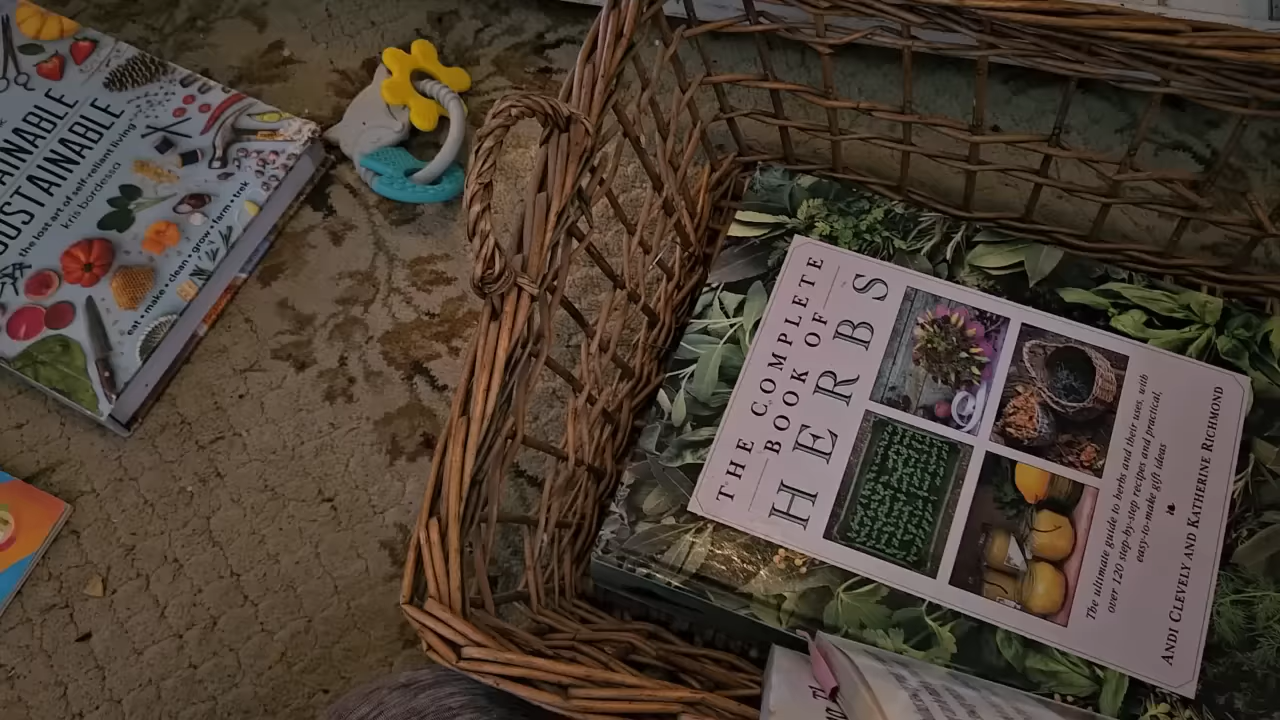 AINABLE
SUSTAINABLE
the lost art of self-reliant living
kris bordessa
eat • make • clean • grow • farm • trek
THE COMPLETE
BOOK OF
HERBS
The ultimate guide to herbs and their uses, with
over 120 step-by-step recipes and practical,
easy-to-make gift ideas
ANDI CLEVELY AND KATHERINE RICHMOND